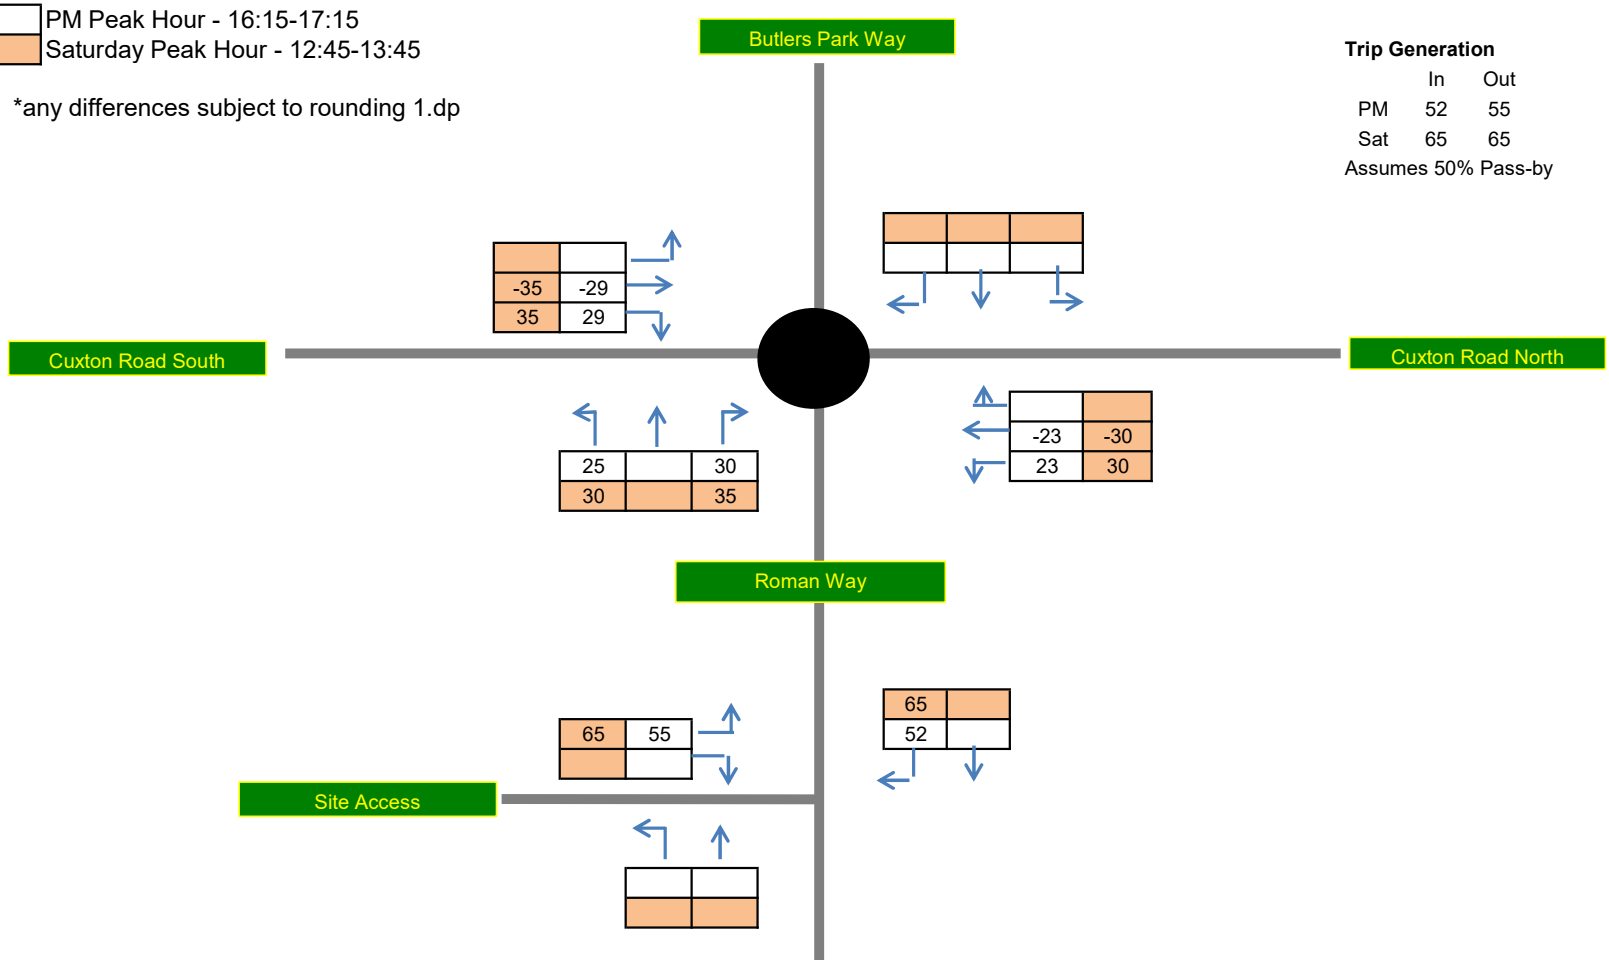 PM Peak Hour - 16:15-17:15
Saturday Peak Hour - 12:45-13:45
*any differences subject to rounding 1.dp
Butlers Park Way
Trip Generation
In Out
PM 52 55
Sat 65 65
Assumes 50% Pass-by
-35 -29
35 29
Cuxton Road South
Cuxton Road North
-23 -30
23 30
25 30
30 35
Roman Way
65
52
65 55
Site Access